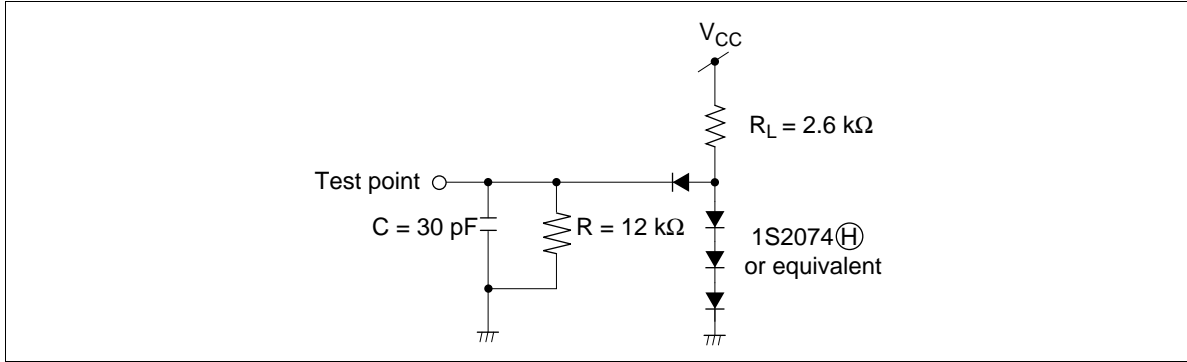 VCC
RL = 2.6 kΩ
Test point
C = 30 pF
R = 12 kΩ
1S2074Ⓗ
or equivalent